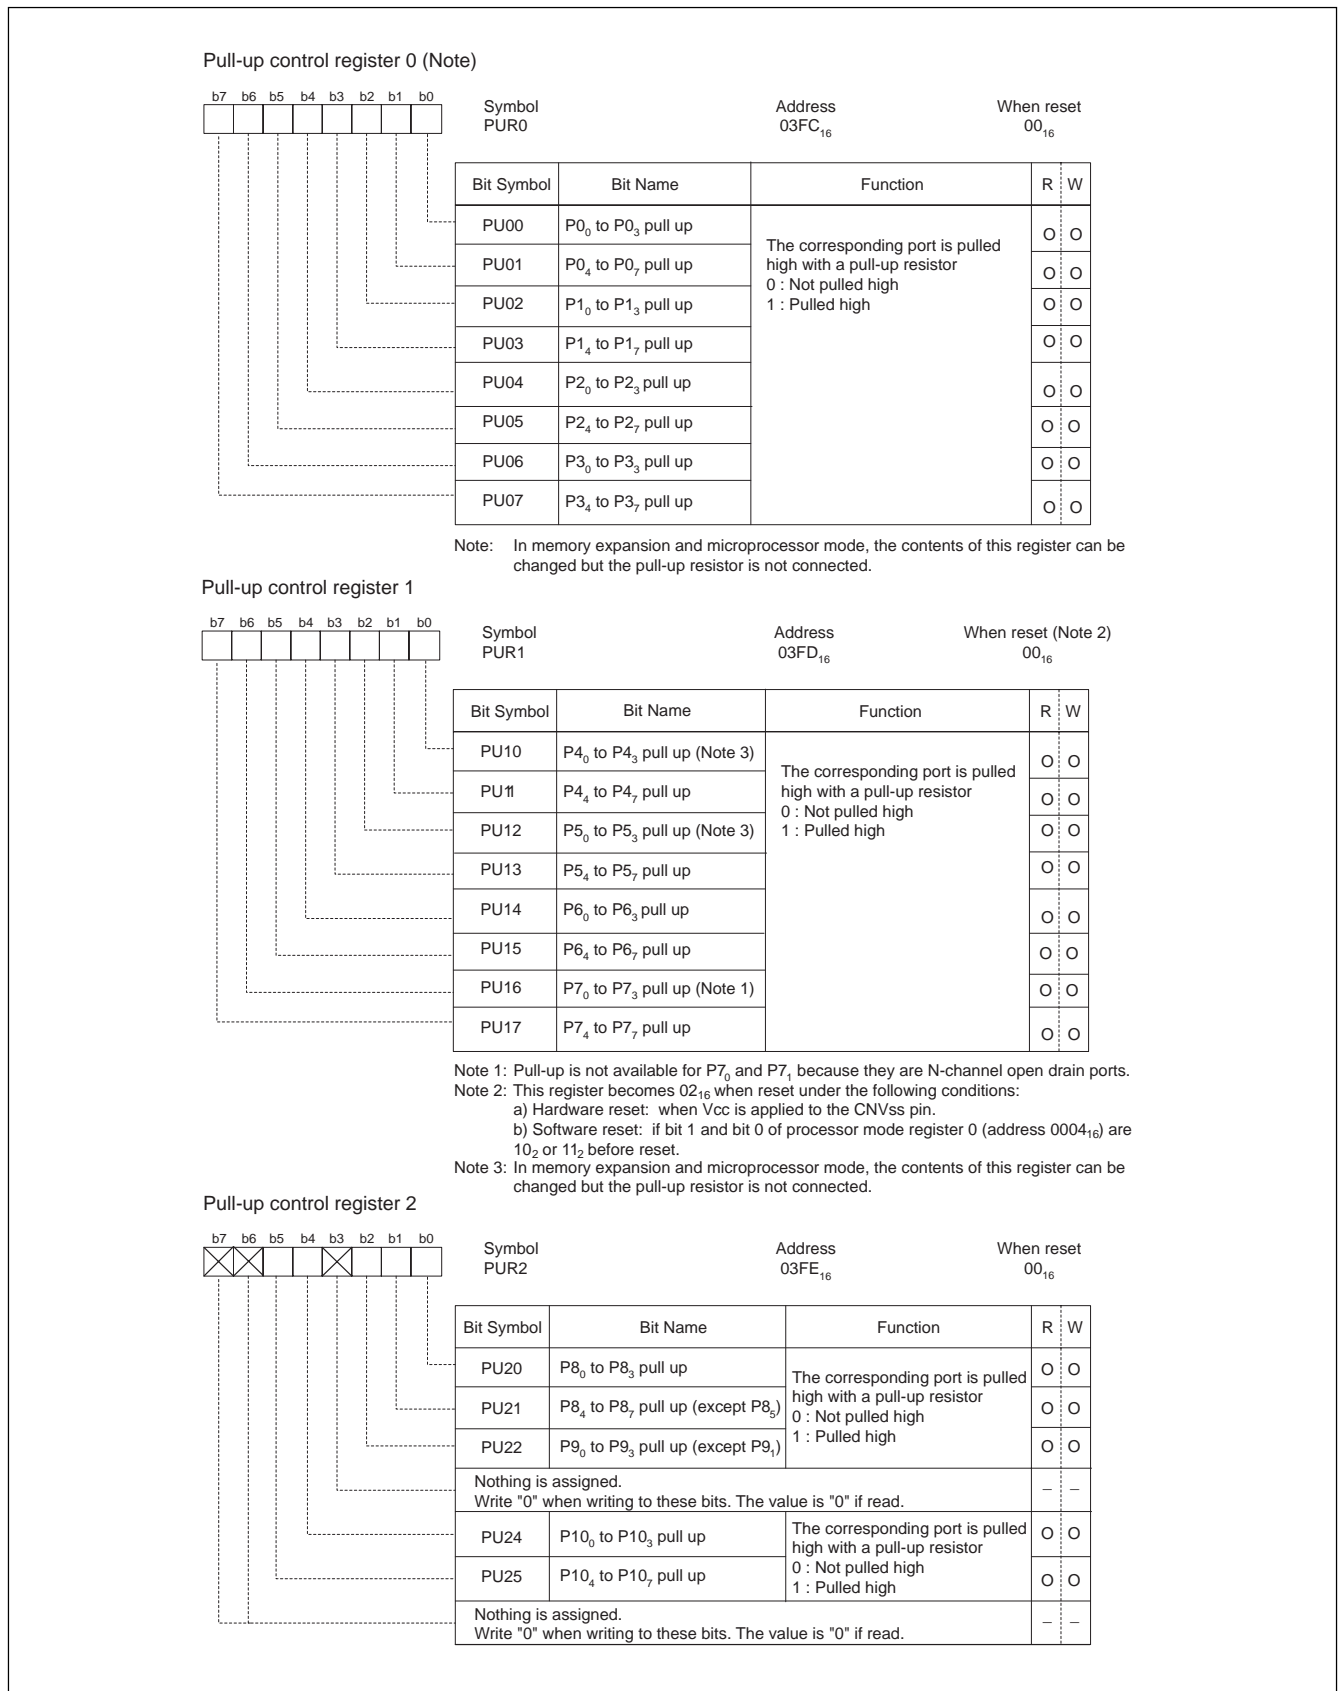 Pull-up control register 0 (Note)
b7 b6 b5 b4 b3 b2 b1 b0
Symbol Address When reset
PUR0 03FC16 0016
Bit Symbol Bit Name Function R W
PU00 P00 to P03 pull up O O
The corresponding port is pulled
high with a pull-up resistor
0 : Not pulled high
1 : Pulled high
PU01 P04 to P07 pull up O O
PU02 P10 to P13 pull up O O
PU03 P14 to P17 pull up O O
PU04 P20 to P23 pull up O O
PU05 P24 to P27 pull up O O
PU06 P30 to P33 pull up O O
PU07 P34 to P37 pull up O O
Note: In memory expansion and microprocessor mode, the contents of this register can be
changed but the pull-up resistor is not connected.
Pull-up control register 1
b7 b6 b5 b4 b3 b2 b1 b0
Symbol Address When reset (Note 2)
PUR1 03FD16 0016
Bit Symbol Bit Name Function R W
PU10 P40 to P43 pull up (Note 3) O O
The corresponding port is pulled
high with a pull-up resistor
0 : Not pulled high
1 : Pulled high
PU11 P44 to P47 pull up O O
PU12 P50 to P53 pull up (Note 3) O O
PU13 P54 to P57 pull up O O
PU14 P60 to P63 pull up O O
PU15 P64 to P67 pull up O O
PU16 P70 to P73 pull up (Note 1) O O
PU17 P74 to P77 pull up O O
Note 1: Pull-up is not available for P70 and P71 because they are N-channel open drain ports.
Note 2: This register becomes 0216 when reset under the following conditions:
a) Hardware reset: when Vcc is applied to the CNVss pin.
b) Software reset: if bit 1 and bit 0 of processor mode register 0 (address 000416) are
102 or 112 before reset.
Note 3: In memory expansion and microprocessor mode, the contents of this register can be
changed but the pull-up resistor is not connected.
Pull-up control register 2
b7 b6 b5 b4 b3 b2 b1 b0
Symbol Address When reset
PUR2 03FE16 0016
Bit Symbol Bit Name Function R W
PU20 P80 to P83 pull up O O
The corresponding port is pulled
high with a pull-up resistor
0 : Not pulled high
1 : Pulled high
PU21 P84 to P87 pull up (except P85) O O
PU22 P90 to P93 pull up (except P91) O O
Nothing is assigned.
Write "0" when writing to these bits. The value is "0" if read. – –
PU24 P100 to P103 pull up O O
The corresponding port is pulled
high with a pull-up resistor
0 : Not pulled high
1 : Pulled high
PU25 P104 to P107 pull up O O
Nothing is assigned.
Write "0" when writing to these bits. The value is "0" if read. – –